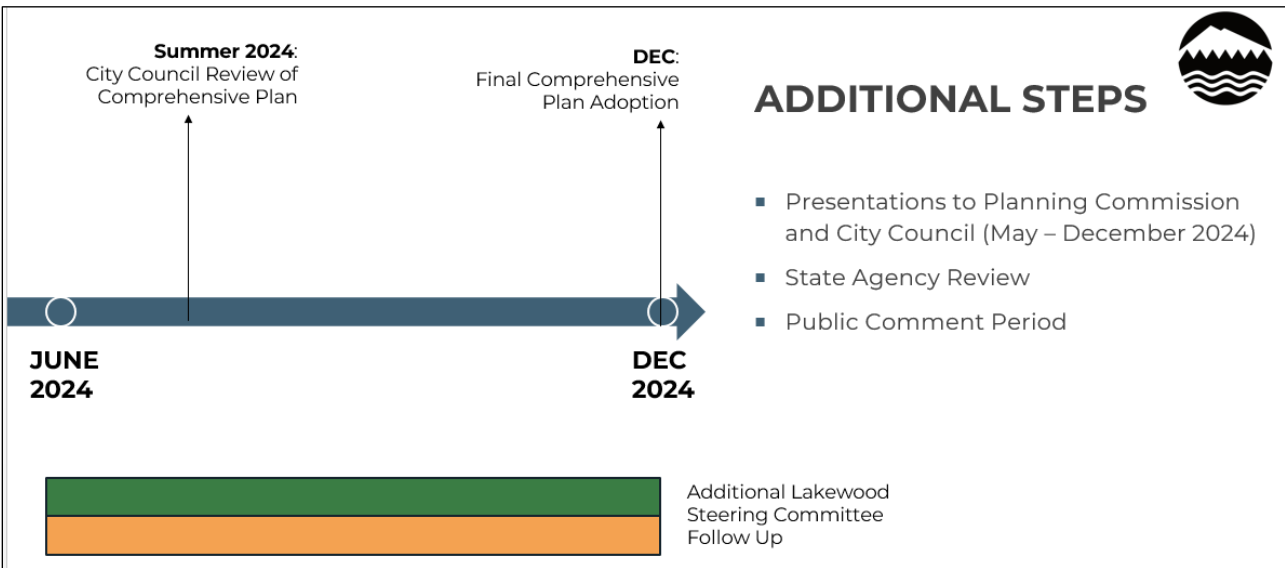 Summer 2024:
City Council Review of
Comprehensive Plan
DEC:
Final Comprehensive
Plan Adoption
ADDITIONAL STEPS
▪ Presentations to Planning Commission
and City Council (May – December 2024)
▪ State Agency Review
▪ Public Comment Period
JUNE
2024
DEC
2024
Additional Lakewood
Steering Committee
Follow Up